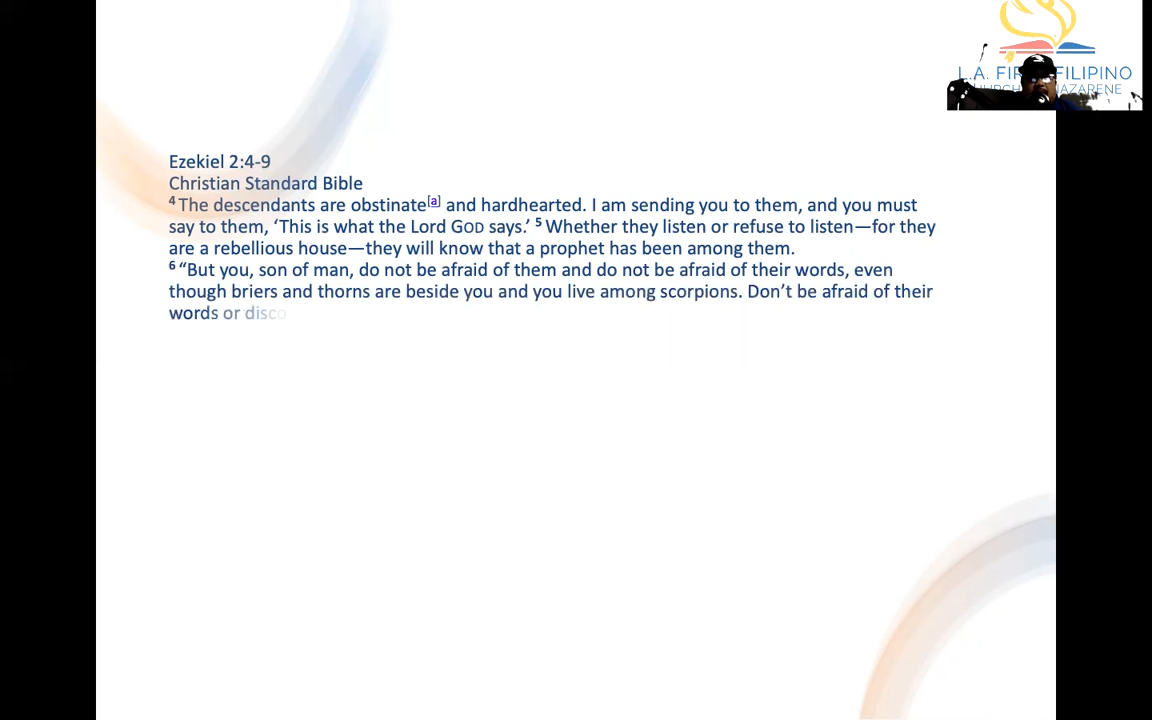 L.A. FIRST FILIPINO
CHURCH NAZARENE
Ezekiel 2:4-9
Christian Standard Bible
4 The descendants are obstinate[a] and hardhearted. I am sending you to them, and you must
say to them, ‘This is what the Lord GOD says.’ 5 Whether they listen or refuse to listen—for they
are a rebellious house—they will know that a prophet has been among them.
6 “But you, son of man, do not be afraid of them and do not be afraid of their words, even
though briers and thorns are beside you and you live among scorpions. Don’t be afraid of their
words or disco